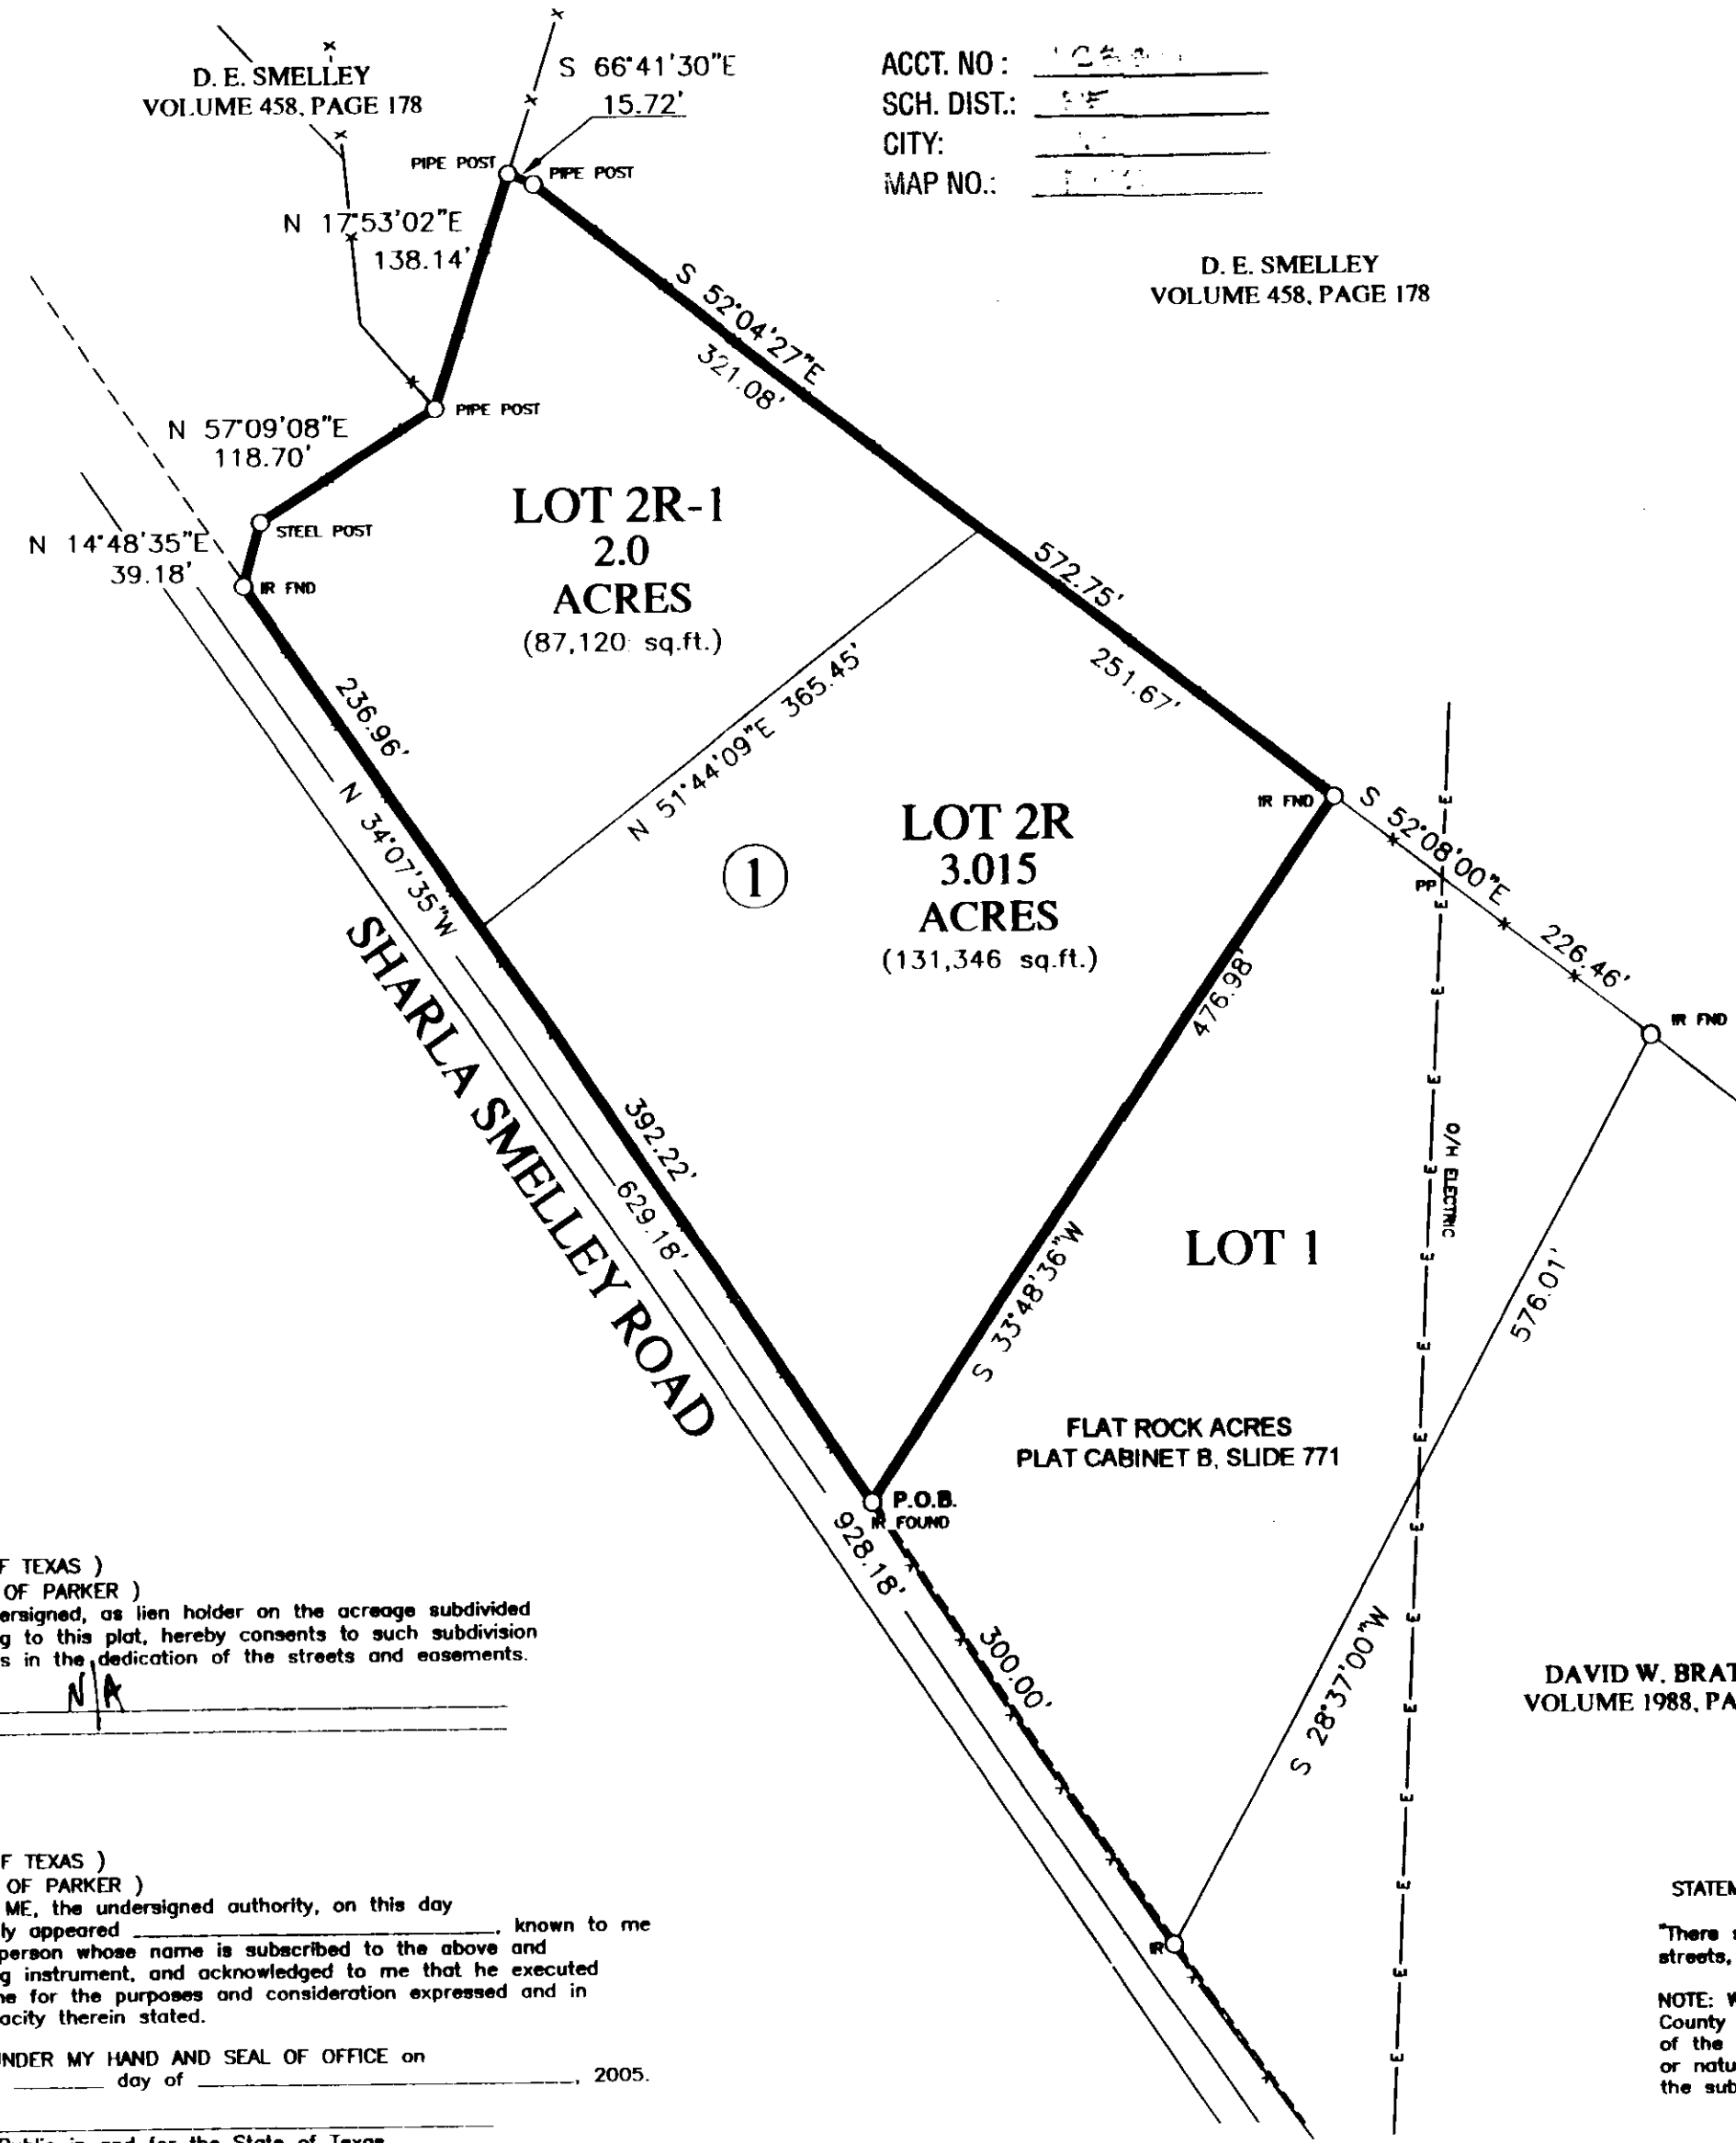 D. E. SMELLEY
VOLUME 458, PAGE 178
S 66°41'30"E
15.72'
ACCT. NO :
SCH. DIST.:
CITY:
MAP NO.:
PIPE POST
PIPE POST
N 17°53'02"E
138.14'
D. E. SMELLEY
VOLUME 458, PAGE 178
S 52°04'27"E
321.08'
PIPE POST
N 57°09'08"E
118.70'
STEEL POST
N 14°48'35"E
39.18'
IR FND
LOT 2R-1
2.0
ACRES
(87,120 sq.ft.)
572.75'
251.67'
236.96'
N 51°44'09"E 365.45'
N 34°07'35"W
1
LOT 2R
3.015
ACRES
(131,346 sq.ft.)
IR FND
S 52°08'00"E
PP
226.46'
IR FND
476.98'
SHARLA SMELLEY ROAD
392.22'
629.18'
O/H ELECTRIC
E E E E E E E E E E E E E E E E
LOT 1
S 33°48'36"W
576.01'
FLAT ROCK ACRES
PLAT CABINET B, SLIDE 771
P.O.B.
IR FOUND
928.18'
300.00'
S 28°37'00"W
IR
DAVID W. BRAT
VOLUME 1988, PA
F TEXAS )
OF PARKER )
ersigned, as lien holder on the acreage subdivided
g to this plat, hereby consents to such subdivision
s in the dedication of the streets and easements.
N/A
F TEXAS )
OF PARKER )
ME, the undersigned authority, on this day
ly appeared ____________, known to me
person whose name is subscribed to the above and
g instrument, and acknowledged to me that he executed
ne for the purposes and consideration expressed and in
acity therein stated.
NDER MY HAND AND SEAL OF OFFICE on
____ day of ____________, 2005.
Public in and for the State of Texas
STATEM
"There s
streets,
NOTE: W
County
of the
or natu
the sub